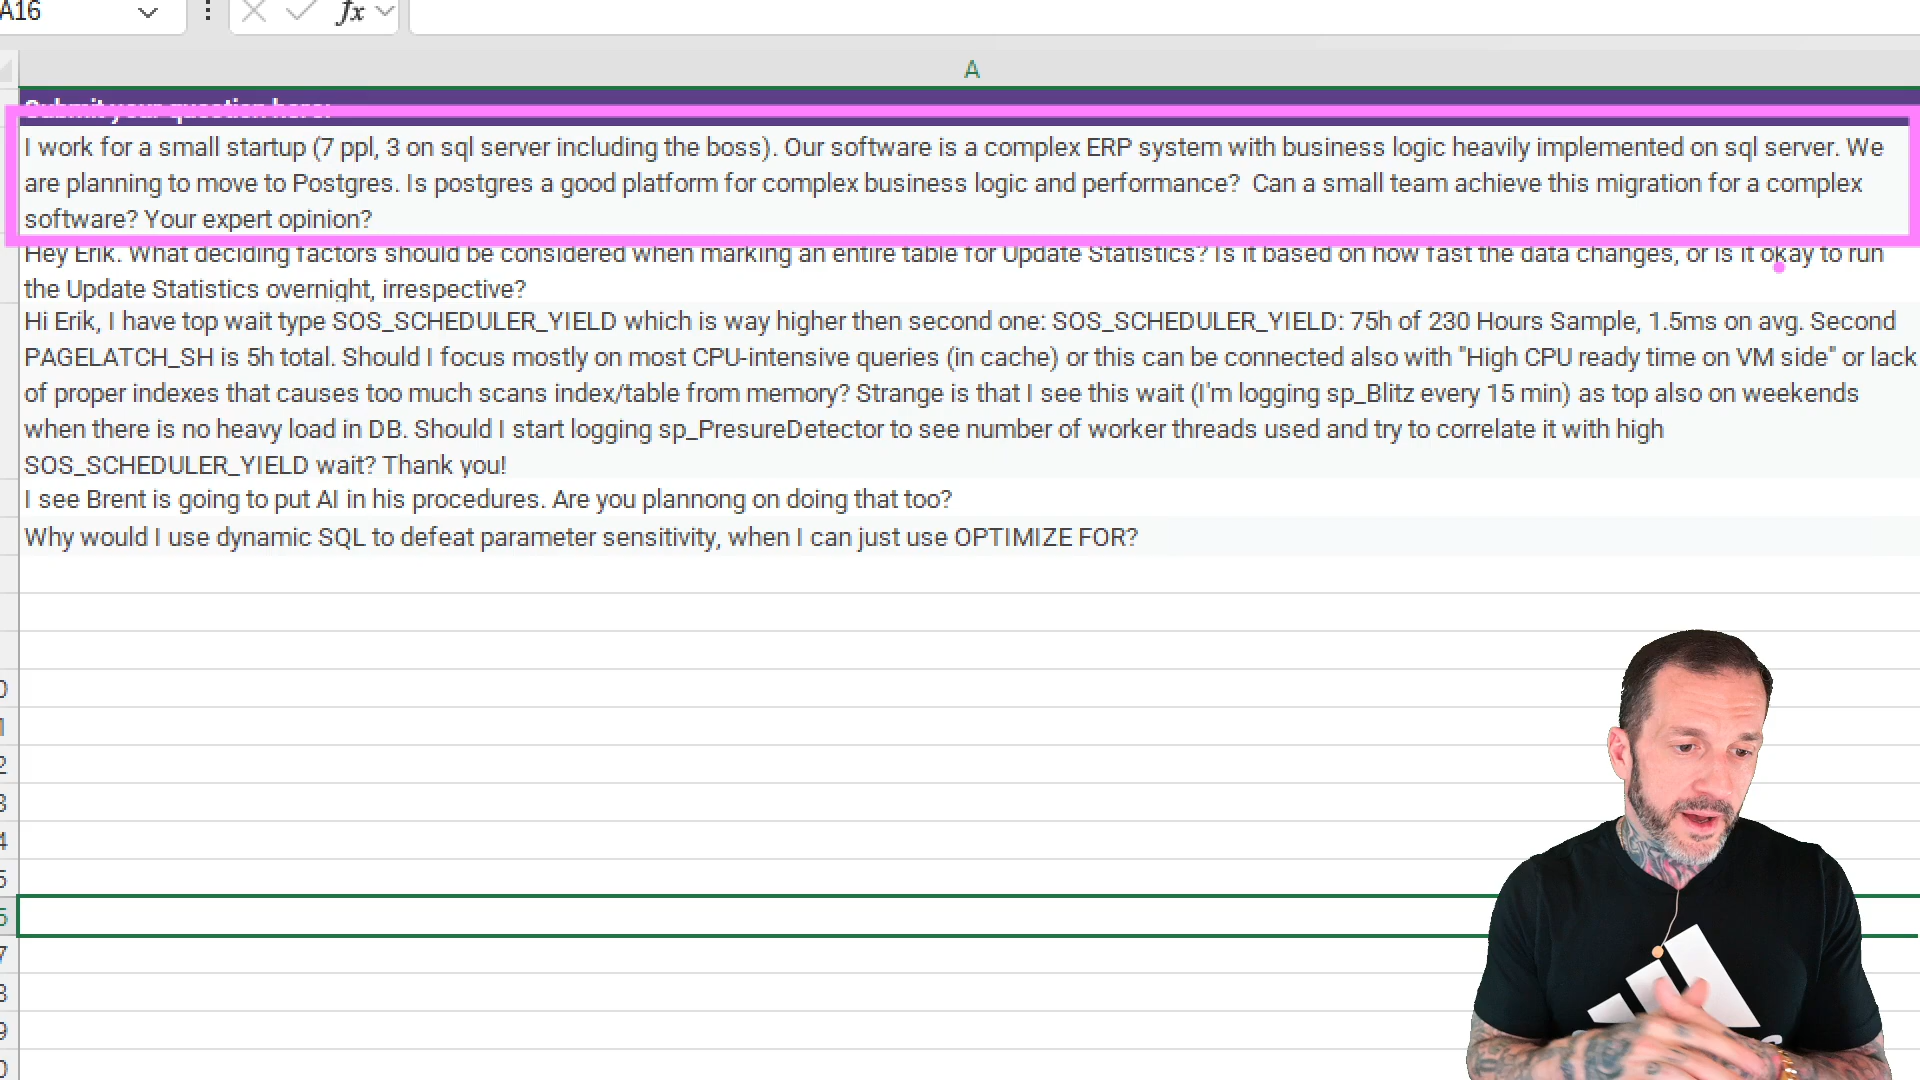 A16
fx
A
Submit your question here:
I work for a small startup (7 ppl, 3 on sql server including the boss). Our software is a complex ERP system with business logic heavily implemented on sql server. We
are planning to move to Postgres. Is postgres a good platform for complex business logic and performance?  Can a small team achieve this migration for a complex
software? Your expert opinion?
Hey Erik. What deciding factors should be considered when marking an entire table for Update Statistics? Is it based on how fast the data changes, or is it okay to run
the Update Statistics overnight, irrespective?
Hi Erik, I have top wait type SOS_SCHEDULER_YIELD which is way higher then second one: SOS_SCHEDULER_YIELD: 75h of 230 Hours Sample, 1.5ms on avg. Second
PAGELATCH_SH is 5h total. Should I focus mostly on most CPU-intensive queries (in cache) or this can be connected also with "High CPU ready time on VM side" or lack
of proper indexes that causes too much scans index/table from memory? Strange is that I see this wait (I'm logging sp_Blitz every 15 min) as top also on weekends
when there is no heavy load in DB. Should I start logging sp_PresureDetector to see number of worker threads used and try to correlate it with high
SOS_SCHEDULER_YIELD wait? Thank you!
I see Brent is going to put AI in his procedures. Are you plannong on doing that too?
Why would I use dynamic SQL to defeat parameter sensitivity, when I can just use OPTIMIZE FOR?